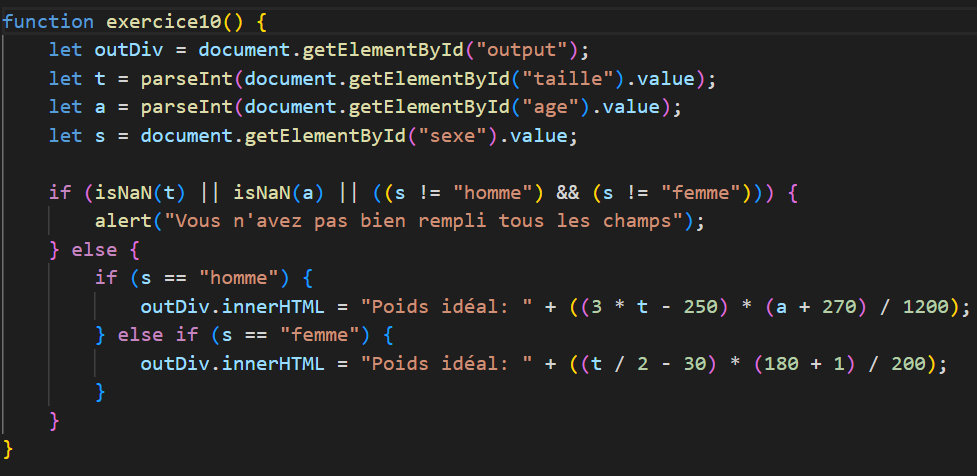 function exercice10() {
    let outDiv = document.getElementById("output");
    let t = parseInt(document.getElementById("taille").value);
    let a = parseInt(document.getElementById("age").value);
    let s = document.getElementById("sexe").value;

    if (isNaN(t) || isNaN(a) || ((s != "homme") && (s != "femme"))) {
        alert("Vous n'avez pas bien rempli tous les champs");
    } else {
        if (s == "homme") {
            outDiv.innerHTML = "Poids idéal: " + ((3 * t - 250) * (a + 270) / 1200);
        } else if (s == "femme") {
            outDiv.innerHTML = "Poids idéal: " + ((t / 2 - 30) * (180 + 1) / 200);
        }
    }
}